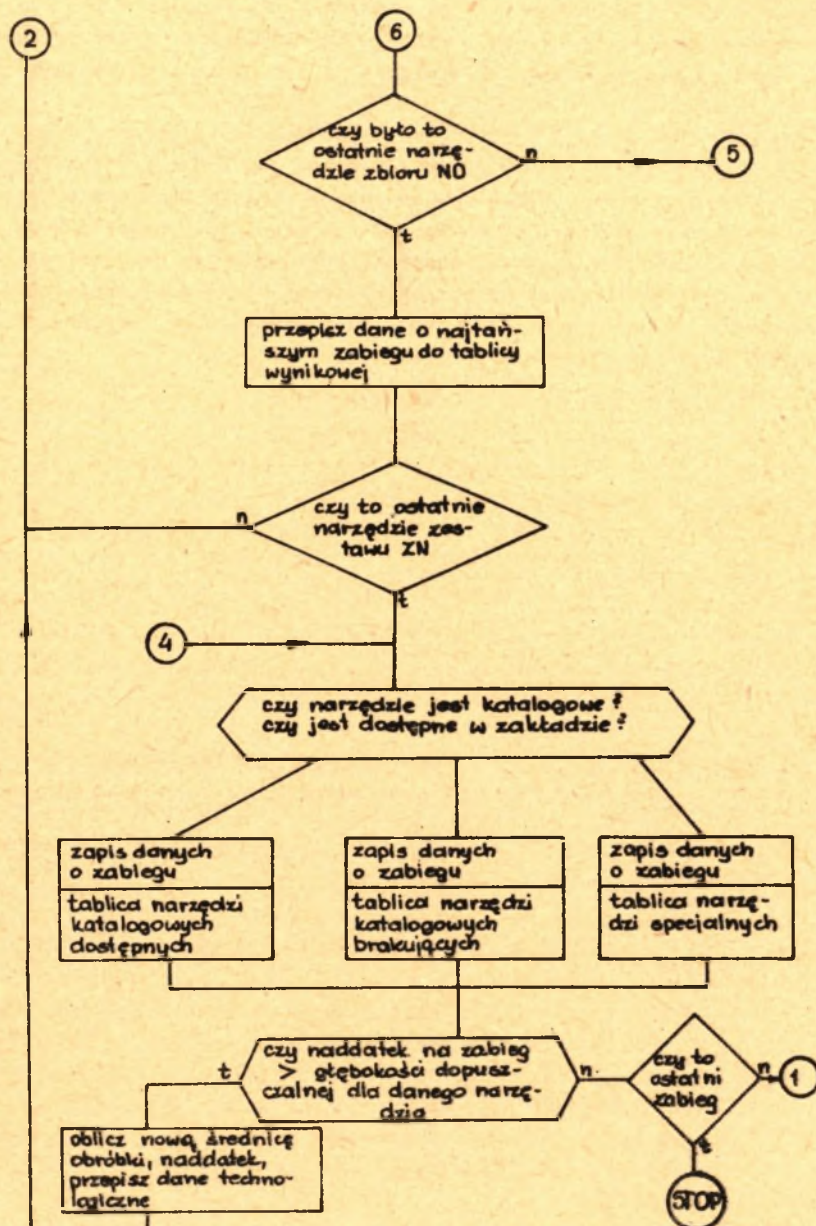 2
6
czy było to
ostatnie narzę-
dzie zbioru NO
n
5
t
przepisz dane o najtań-
szym zabiegu do tablicy
wynikowej
n
czy to ostatnie
narzędzie zes-
tawu ZN
t
4
czy narzędzie jest katalogowe?
czy jest dostępne w zakładzie?
zapis danych
o zabiegu
tablica narzędzi
katalogowych
dostępnych
zapis danych
o zabiegu
tablica narzędzi
katalogowych
brakujących
zapis danych
o zabiegu
tablica narzę-
dzi specjalnych
t
czy naddatek na zabieg
> głębokości dopusz-
czalnej dla danego narzę-
dzia
n
czy to
ostatni
zabieg
n
1
t
STOP
oblicz nową średnicę
obróbki, naddatek,
przepisz dane techno-
logiczne